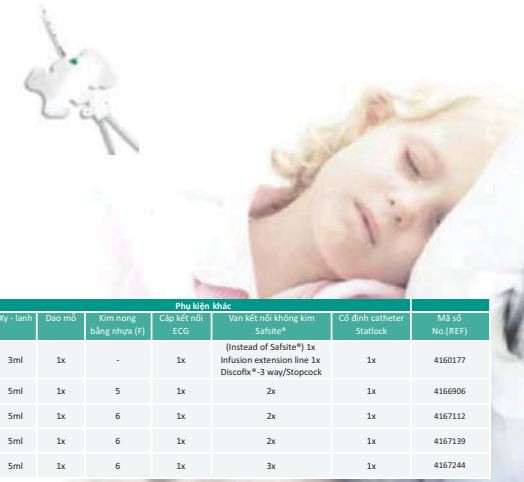 Phụ kiện khác
Xy - lanh Dao mổ Kim nong bằng nhựa (F) Cáp kết nối ECG Van kết nối không kim Safsite® Cố định catheter Statlock Mã số No.(REF)
3ml 1x - 1x (Instead of Safsite®) 1x Infusion extension line 1x Discofix®-3 way/Stopcock 1x 4160177
5ml 1x 5 1x 2x 1x 4166906
5ml 1x 6 1x 2x 1x 4167112
5ml 1x 6 1x 2x 1x 4167139
5ml 1x 6 1x 3x 1x 4167244